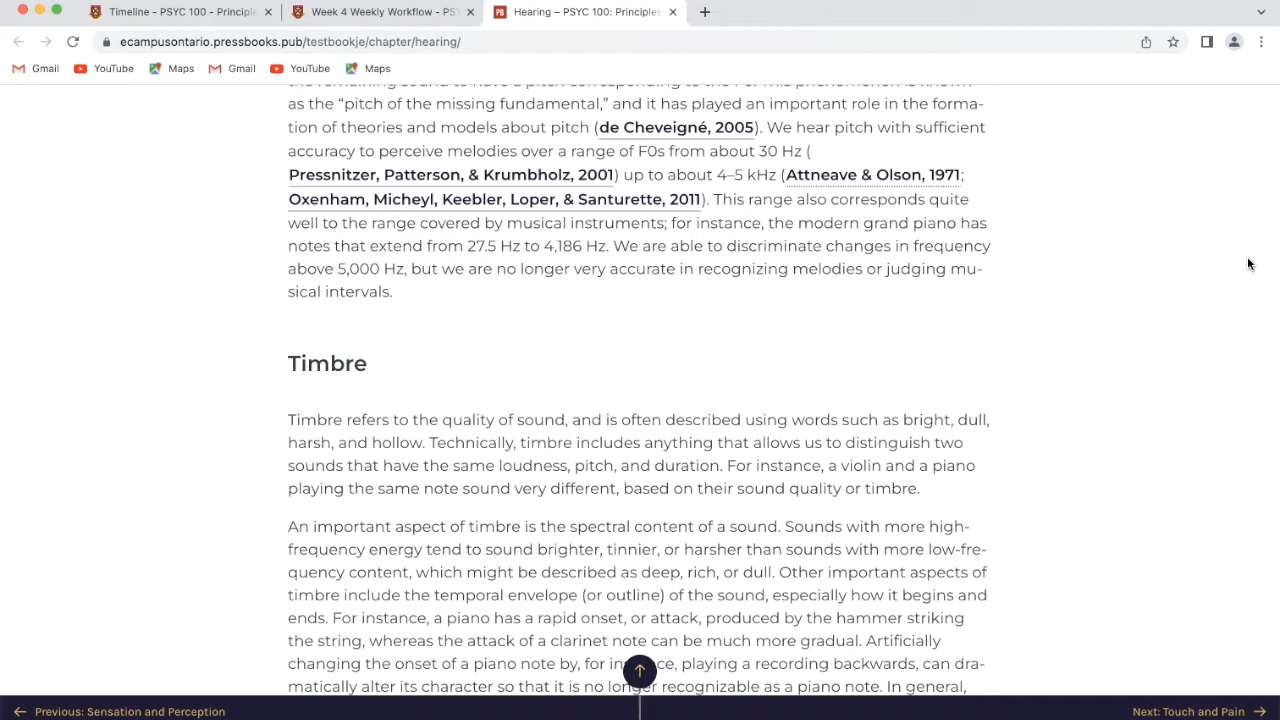 Timeline - PSYC 100 - Principle
Week 4 Weekly Workflow - PSY
Hearing – PSYC 100: Principles
ecampusontario.pressbooks.pub/testbookje/chapter/hearing/
Gmail YouTube Maps Gmail YouTube Maps
as the “pitch of the missing fundamental,” and it has played an important role in the forma-
tion of theories and models about pitch (de Cheveigné, 2005). We hear pitch with sufficient
accuracy to perceive melodies over a range of F0s from about 30 Hz (
Pressnitzer, Patterson, & Krumbholz, 2001) up to about 4–5 kHz (Attneave & Olson, 1971;
Oxenham, Micheyl, Keebler, Loper, & Santurette, 2011). This range also corresponds quite
well to the range covered by musical instruments; for instance, the modern grand piano has
notes that extend from 27.5 Hz to 4,186 Hz. We are able to discriminate changes in frequency
above 5,000 Hz, but we are no longer very accurate in recognizing melodies or judging mu-
sical intervals.
Timbre
Timbre refers to the quality of sound, and is often described using words such as bright, dull,
harsh, and hollow. Technically, timbre includes anything that allows us to distinguish two
sounds that have the same loudness, pitch, and duration. For instance, a violin and a piano
playing the same note sound very different, based on their sound quality or timbre.
An important aspect of timbre is the spectral content of a sound. Sounds with more high-
frequency energy tend to sound brighter, tinnier, or harsher than sounds with more low-fre-
quency content, which might be described as deep, rich, or dull. Other important aspects of
timbre include the temporal envelope (or outline) of the sound, especially how it begins and
ends. For instance, a piano has a rapid onset, or attack, produced by the hammer striking
the string, whereas the attack of a clarinet note can be much more gradual. Artificially
changing the onset of a piano note by, for instance, playing a recording backwards, can dra-
matically alter its character so that it is no longer recognizable as a piano note. In general,
Previous: Sensation and Perception
Next: Touch and Pain